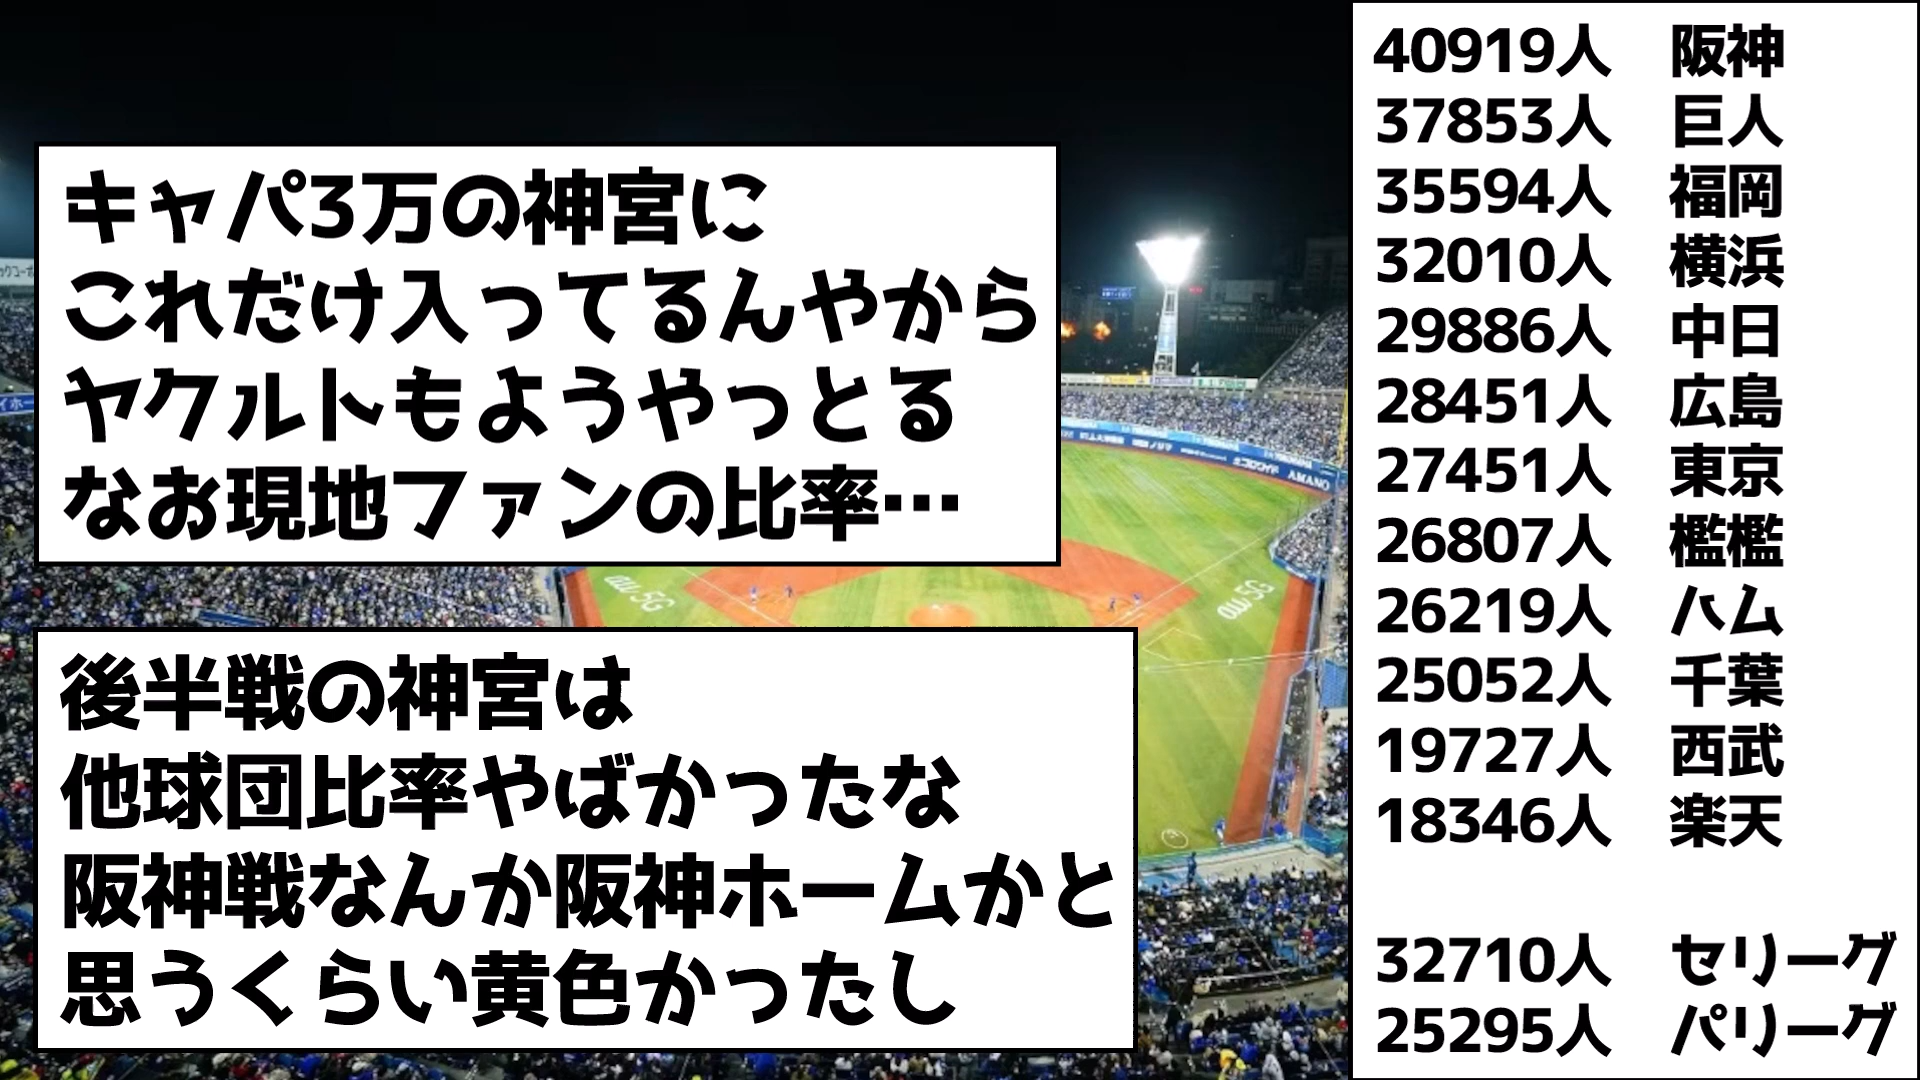 キャパ3万の神宮に
これだけ入ってるんやから
ヤクルトもようやっとる
なお現地ファンの比率…
後半戦の神宮は
他球団比率やばかったな
阪神戦なんか阪神ホームかと
思うくらい黄色かったし
40919人 阪神
37853人 巨人
35594人 福岡
32010人 横浜
29886人 中日
28451人 広島
27451人 東京
26807人 檻檻
26219人 ハム
25052人 千葉
19727人 西武
18346人 楽天
32710人 セリーグ
25295人 パリーグ
AMANO
au 5G
au 5G